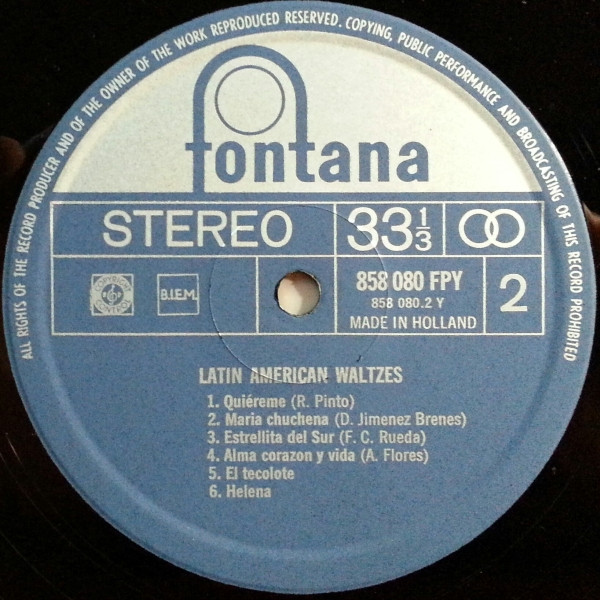 ALL RIGHTS OF THE RECORD PRODUCER AND OF THE OWNER OF THE WORK REPRODUCED RESERVED. COPYING, PUBLIC PERFORMANCE AND BROADCASTING OF THIS RECORD PROHIBITED
fontana
STEREO 33 1/3
B.I.E.M. 858 080 FPY 2
858 080.2 Y
MADE IN HOLLAND
LATIN AMERICAN WALTZES
1. Quiéreme (R. Pinto)
2. Maria chuchena (D. Jimenez Brenes)
3. Estrellita del Sur (F. C. Rueda)
4. Alma corazon y vida (A. Flores)
5. El tecolote
6. Helena